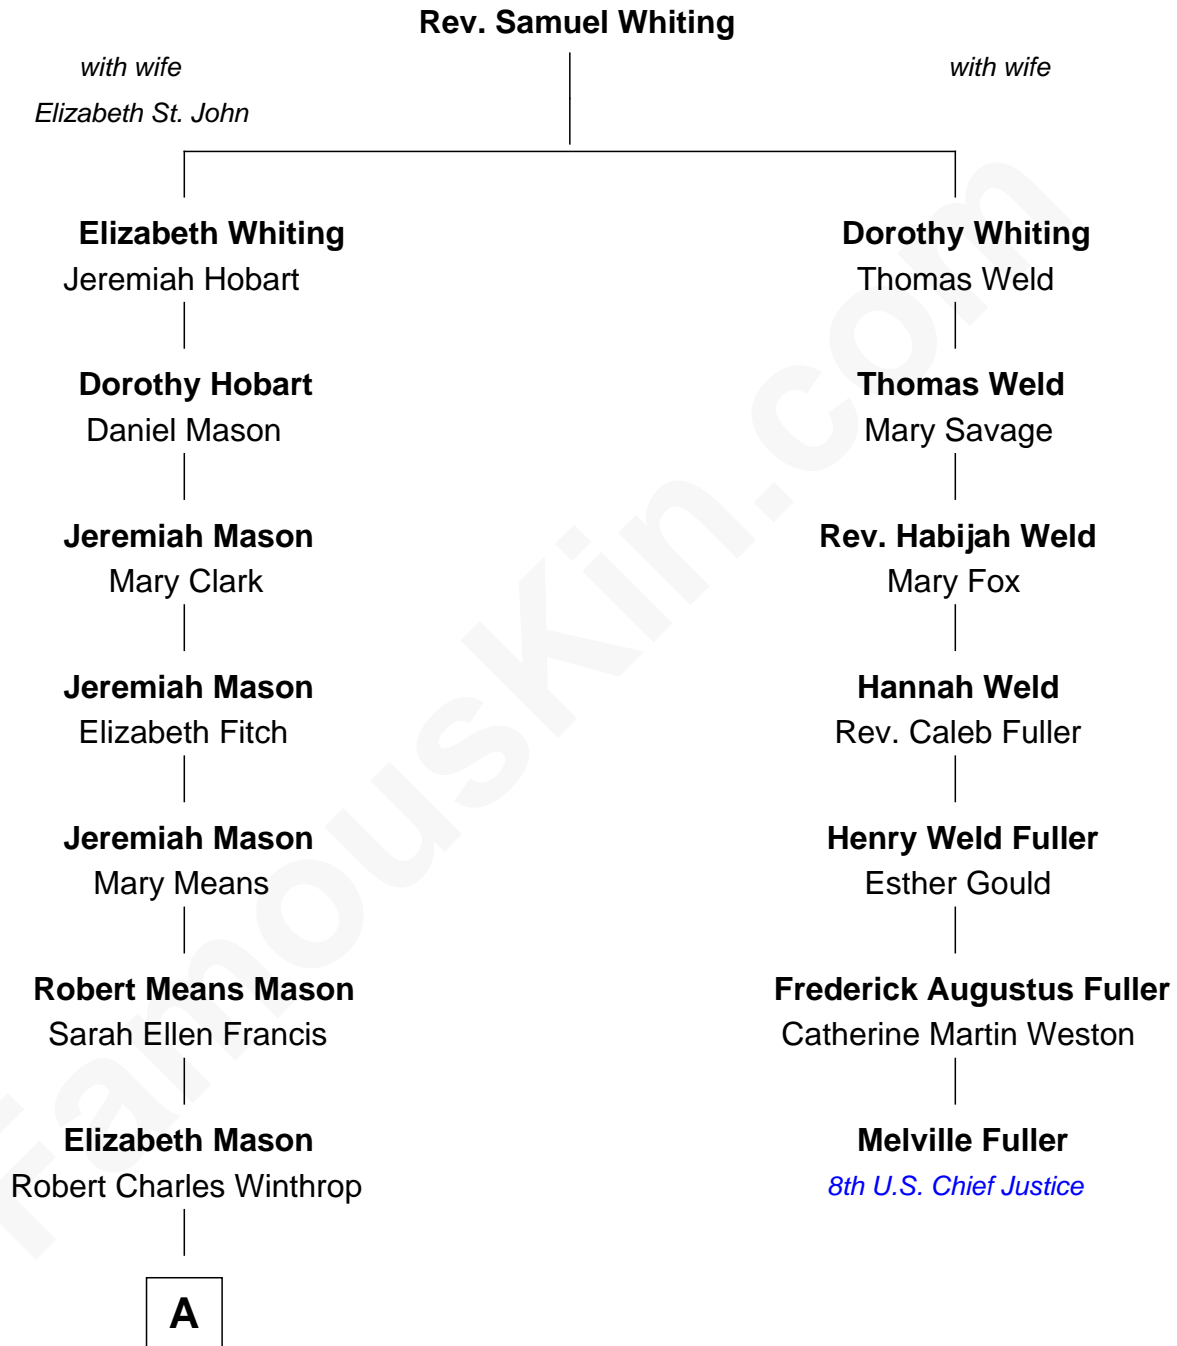 Rev. Samuel Whiting
with wife
with wife
Elizabeth St. John
Elizabeth Whiting
Dorothy Whiting
Jeremiah Hobart
Thomas Weld
Dorothy Hobart
Thomas Weld
Daniel Mason
Mary Savage
Jeremiah Mason
Rev. Habijah Weld
Mary Clark
Mary Fox
Jeremiah Mason
Hannah Weld
Elizabeth Fitch
Rev. Caleb Fuller
Jeremiah Mason
Henry Weld Fuller
Mary Means
Esther Gould
Robert Means Mason
Frederick Augustus Fuller
Sarah Ellen Francis
Catherine Martin Weston
Elizabeth Mason
Melville Fuller
Robert Charles Winthrop
8th U.S. Chief Justice
A
FamousKin.com